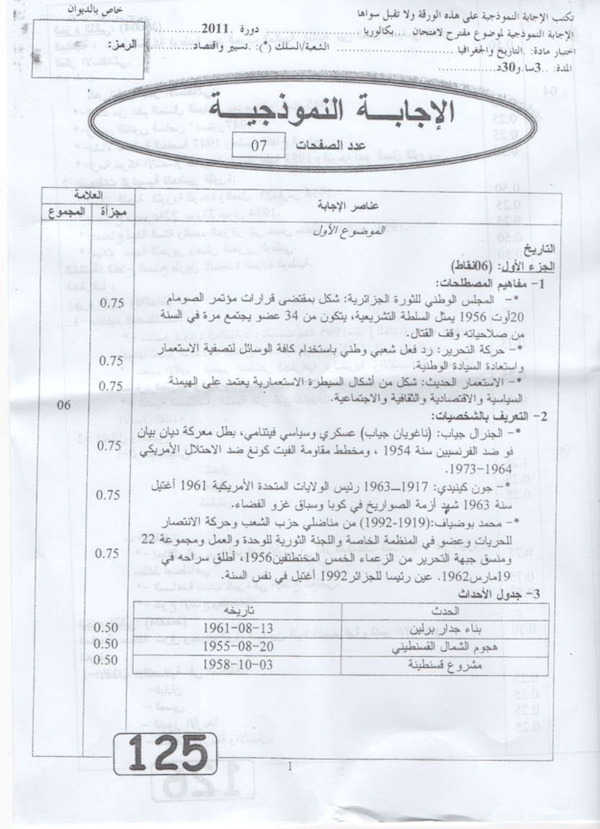 تكتب الإجابة النموذجية على هذه الورقة ولا تقبل سواها
خاص بالديوان
الإجابة النموذجية لموضوع مقترح لامتحان ...بكالوريا.... دورة .. 2011
اختبار مادة: .التاريخ والجغرافيا ... الشعبة/السلك (*): .تسيير واقتصاد...
الرمز:
المدة: ..3سا.و30د...
الإجابة النموذجية
عدد الصفحات 07
عناصر الإجابة
العلامة
مجزأة
المجموع
الموضوع الأول
التاريخ
الجزء الأول: (06نقاط)
1- مفاهيم المصطلحات:
*- المجلس الوطني للثورة الجزائرية: شكل بمقتضى قرارات مؤتمر الصومام
20أوت 1956 يمثل السلطة التشريعية، يتكون من 34 عضو يجتمع مرة في السنة
من صلاحياته وقف القتال.
0.75
*- حركة التحرير: رد فعل شعبي وطني باستخدام كافة الوسائل لتصفية الاستعمار
واستعادة السيادة الوطنية.
0.75
*- الاستعمار الحديث: شكل من أشكال السيطرة الاستعمارية يعتمد على الهيمنة
السياسية والاقتصادية والثقافية والاجتماعية.
0.75
06
2- التعريف بالشخصيات:
*- الجنرال جياب: (ناغويان جياب) عسكري وسياسي فيتنامي، بطل معركة ديان بيان
فو ضد الفرنسيين سنة 1954 ، ومخطط مقاومة الفيت كونغ ضد الاحتلال الأمريكي
1964-1973.
0.75
*- جون كينيدي: 1917-1963 رئيس الولايات المتحدة الأمريكية 1961 أغتيل
سنة 1963 شهد أزمة الصواريخ في كوبا وسباق غزو الفضاء.
0.75
*- محمد بوضياف:(1919-1992) من مناضلي حزب الشعب وحركة الانتصار
للحريات وعضو في المنظمة الخاصة واللجنة الثورية للوحدة والعمل ومجموعة 22
ومنسق جبهة التحرير من الزعماء الخمس المختطفين1956، أطلق سراحه في
19مارس1962. عين رئيسا للجزائر1992 أغتيل في نفس السنة.
0.75
3- جدول الأحداث
الحدث تاريخه
بناء جدار برلين 13-08-1961 0.50
هجوم الشمال القسنطيني 20-08-1955 0.50
مشروع قسنطينة 03-10-1958 0.50
125
1